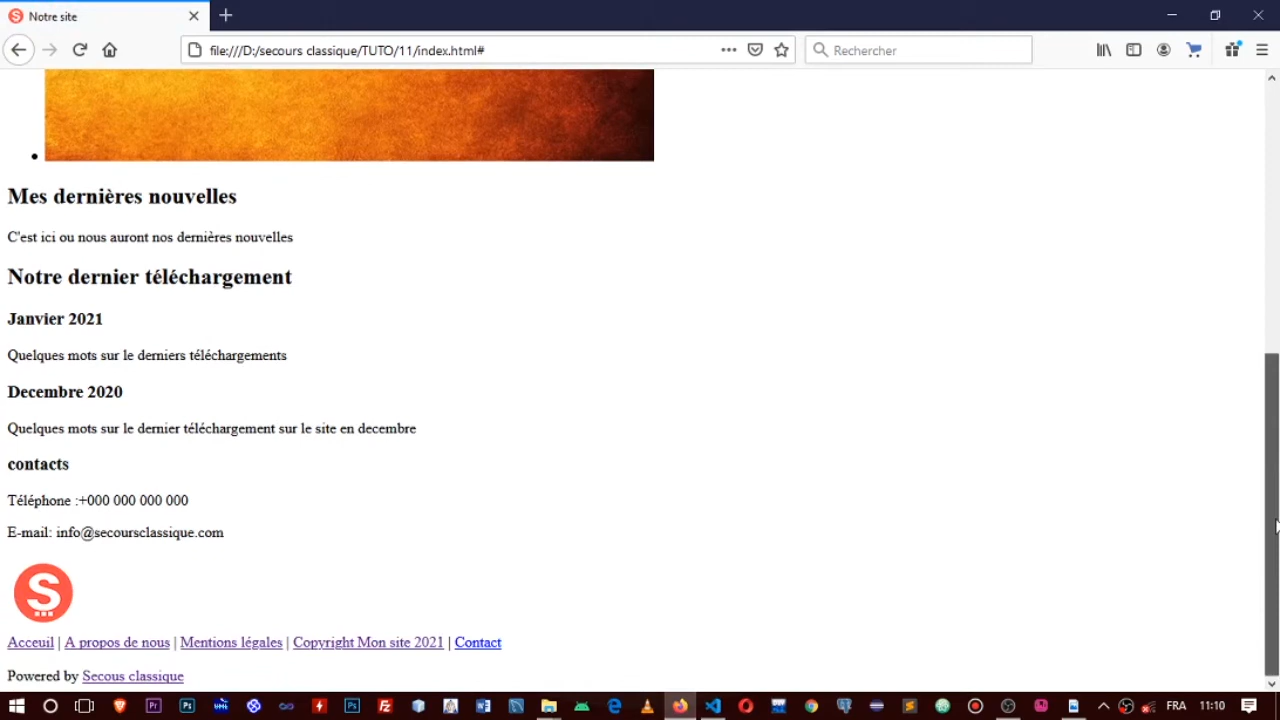 Notre site
file:///D:/secours classique/TUTO/11/index.html#
Rechercher
Mes dernières nouvelles
C'est ici ou nous auront nos dernières nouvelles
Notre dernier téléchargement
Janvier 2021
Quelques mots sur le derniers téléchargements
Decembre 2020
Quelques mots sur le dernier téléchargement sur le site en decembre
contacts
Téléphone :+000 000 000 000
E-mail: info@secoursclassique.com
S
Acceuil | A propos de nous | Mentions légales | Copyright Mon site 2021 | Contact
Powered by Secous classique
FRA 11:10